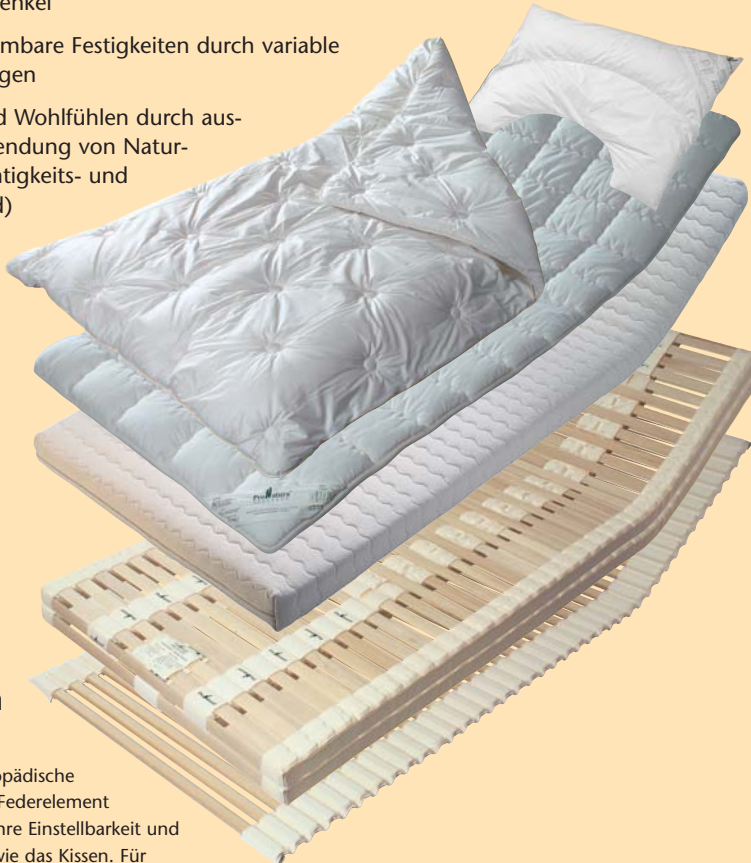 enkel
mbare Festigkeiten durch variable
gen
d Wohlfühlen durch aus-
endung von Natur-
tigkeits- und
d)
ProNatura
opädische
Federelement
hre Einstellbarkeit und
wie das Kissen. Für